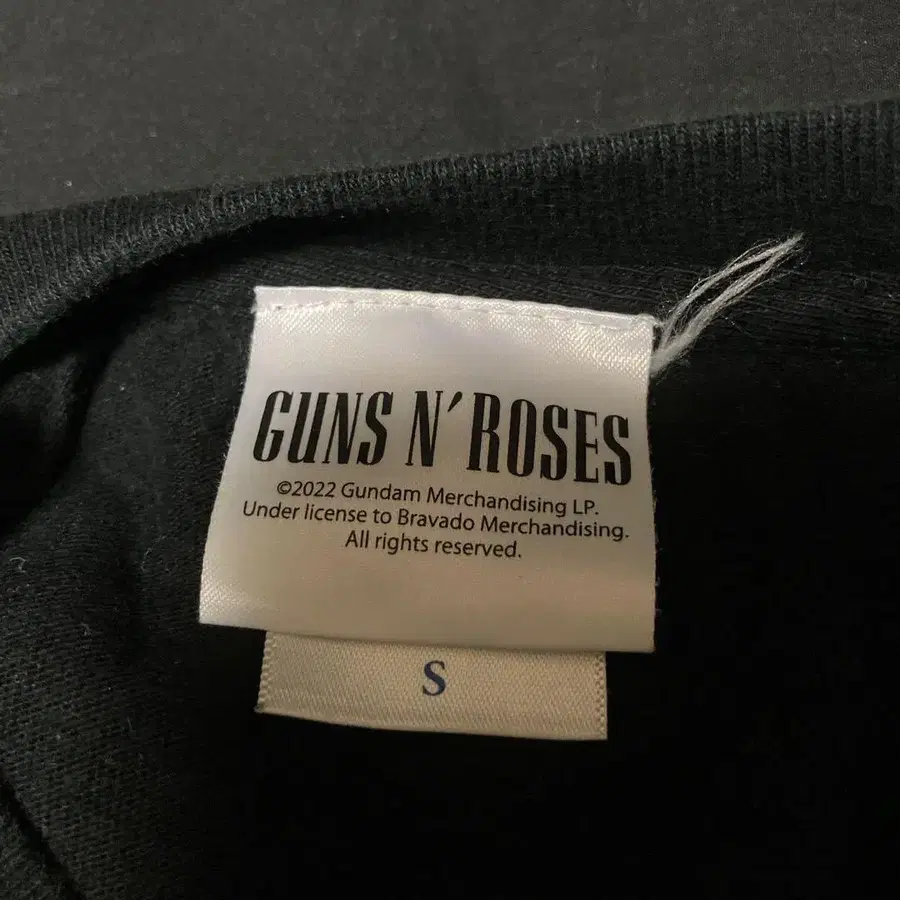 GUNS N' ROSES
©2022 Gundam Merchandising LP.
Under license to Bravado Merchandising.
All rights reserved.
S